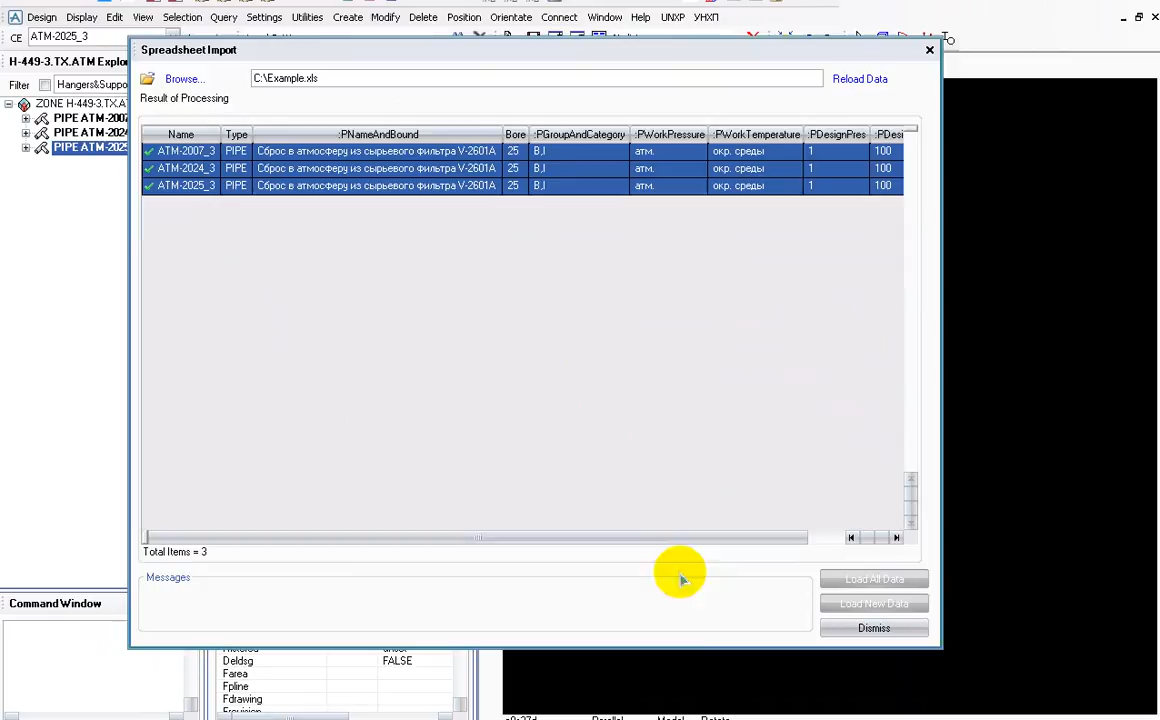 Design Display Edit View Selection Query Settings Utilities Create Modify Delete Position Orientate Connect Window Help UNXP УНХП
CE ATM-2025_3
Spreadsheet Import
H-449-3.TX.ATM Explo
Browse... C:\Example.xls Reload Data
Filter Hangers&Suppo
Result of Processing
ZONE H-449-3.TX.ATM
PIPE ATM-2007
PIPE ATM-2024
PIPE ATM-2025
Name Type :PNameAndBound Bore :PGroupAndCategory :PWorkPressure :PWorkTemperature :PDesignPres :PDesi
ATM-2007_3 PIPE Сброс в атмосферу из сырьевого фильтра V-2601A 25 B,I атм. окр. среды 1 100
ATM-2024_3 PIPE Сброс в атмосферу из сырьевого фильтра V-2601A 25 B,I атм. окр. среды 1 100
ATM-2025_3 PIPE Сброс в атмосферу из сырьевого фильтра V-2601A 25 B,I атм. окр. среды 1 100
Total Items = 3
Messages
Load All Data
Load New Data
Dismiss
Command Window
Deldsg FALSE
Farea
Fpline
Fdrawing
Parallel Model Rotate